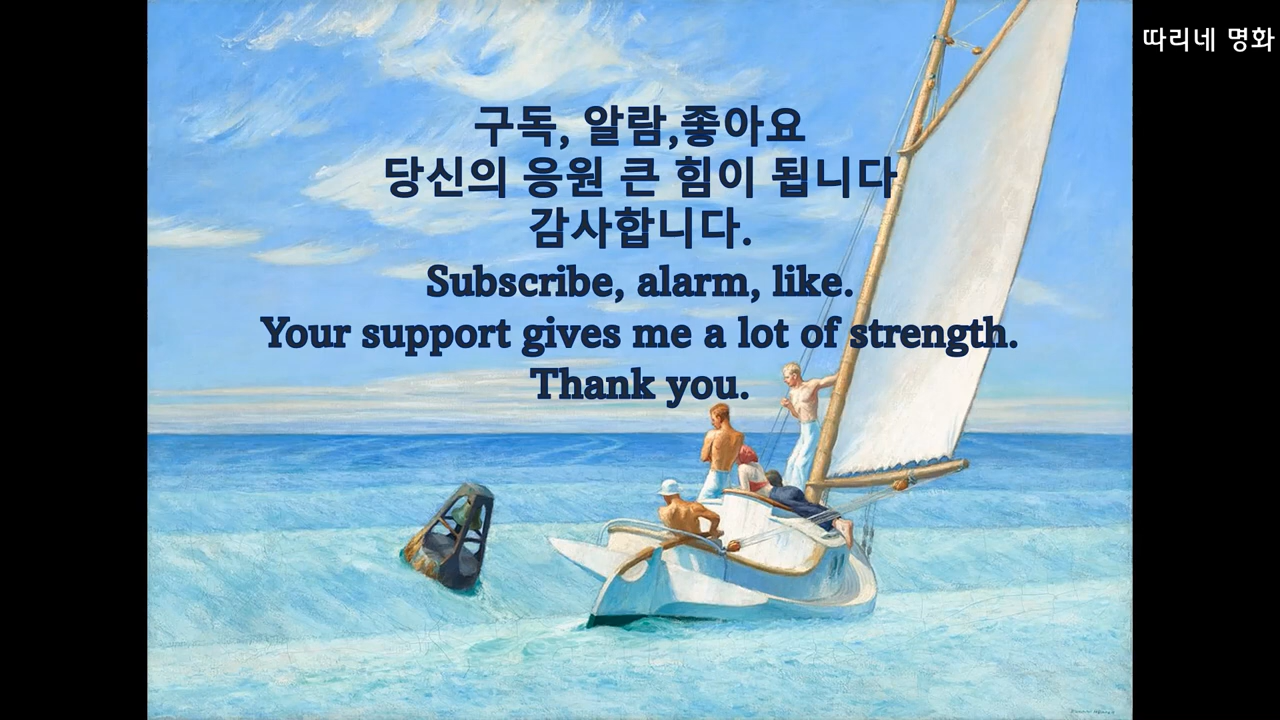 따리네 명화
구독, 알람,좋아요
당신의 응원 큰 힘이 됩니다
감사합니다.
Subscribe, alarm, like.
Your support gives me a lot of strength.
Thank you.